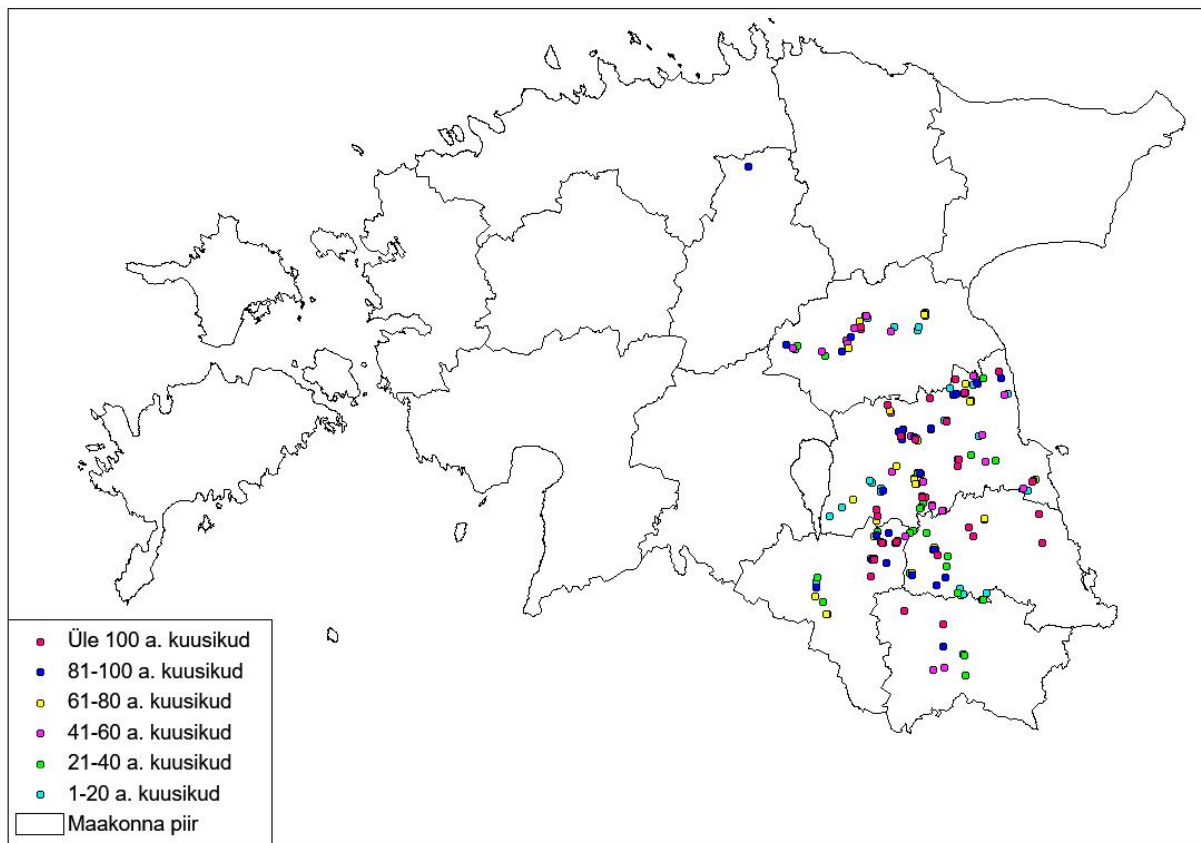 Üle 100 a. kuusikud
81-100 a. kuusikud
61-80 a. kuusikud
41-60 a. kuusikud
21-40 a. kuusikud
1-20 a. kuusikud
Maakonna piir